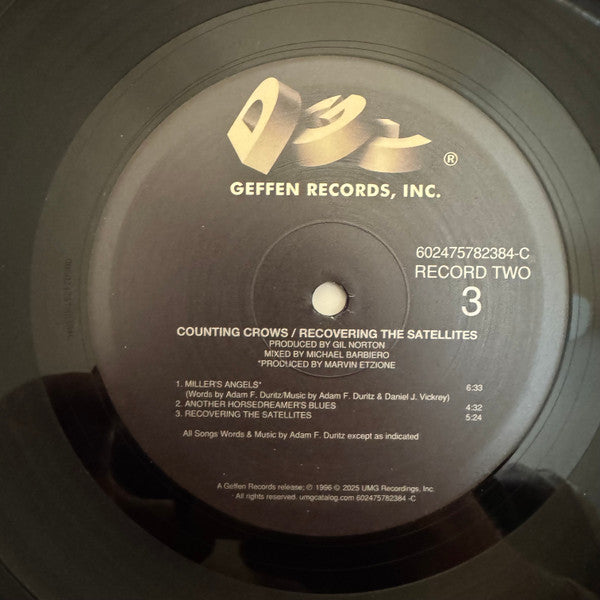 ®
GEFFEN RECORDS, INC.
602475782384-C
RECORD TWO
3
COUNTING CROWS / RECOVERING THE SATELLITES
PRODUCED BY GIL NORTON
MIXED BY MICHAEL BARBIERO
*PRODUCED BY MARVIN ETZIONE
1. MILLER'S ANGELS* 6:33
(Words by Adam F. Duritz/Music by Adam F. Duritz & Daniel J. Vickrey)
2. ANOTHER HORSEDREAMER'S BLUES 4:32
3. RECOVERING THE SATELLITES 5:24
All Songs Words & Music by Adam F. Duritz except as indicated
A Geffen Records release; ℗ 1996 © 2025 UMG Recordings, Inc.
All rights reserved. umgcatalog.com 602475782384 -C